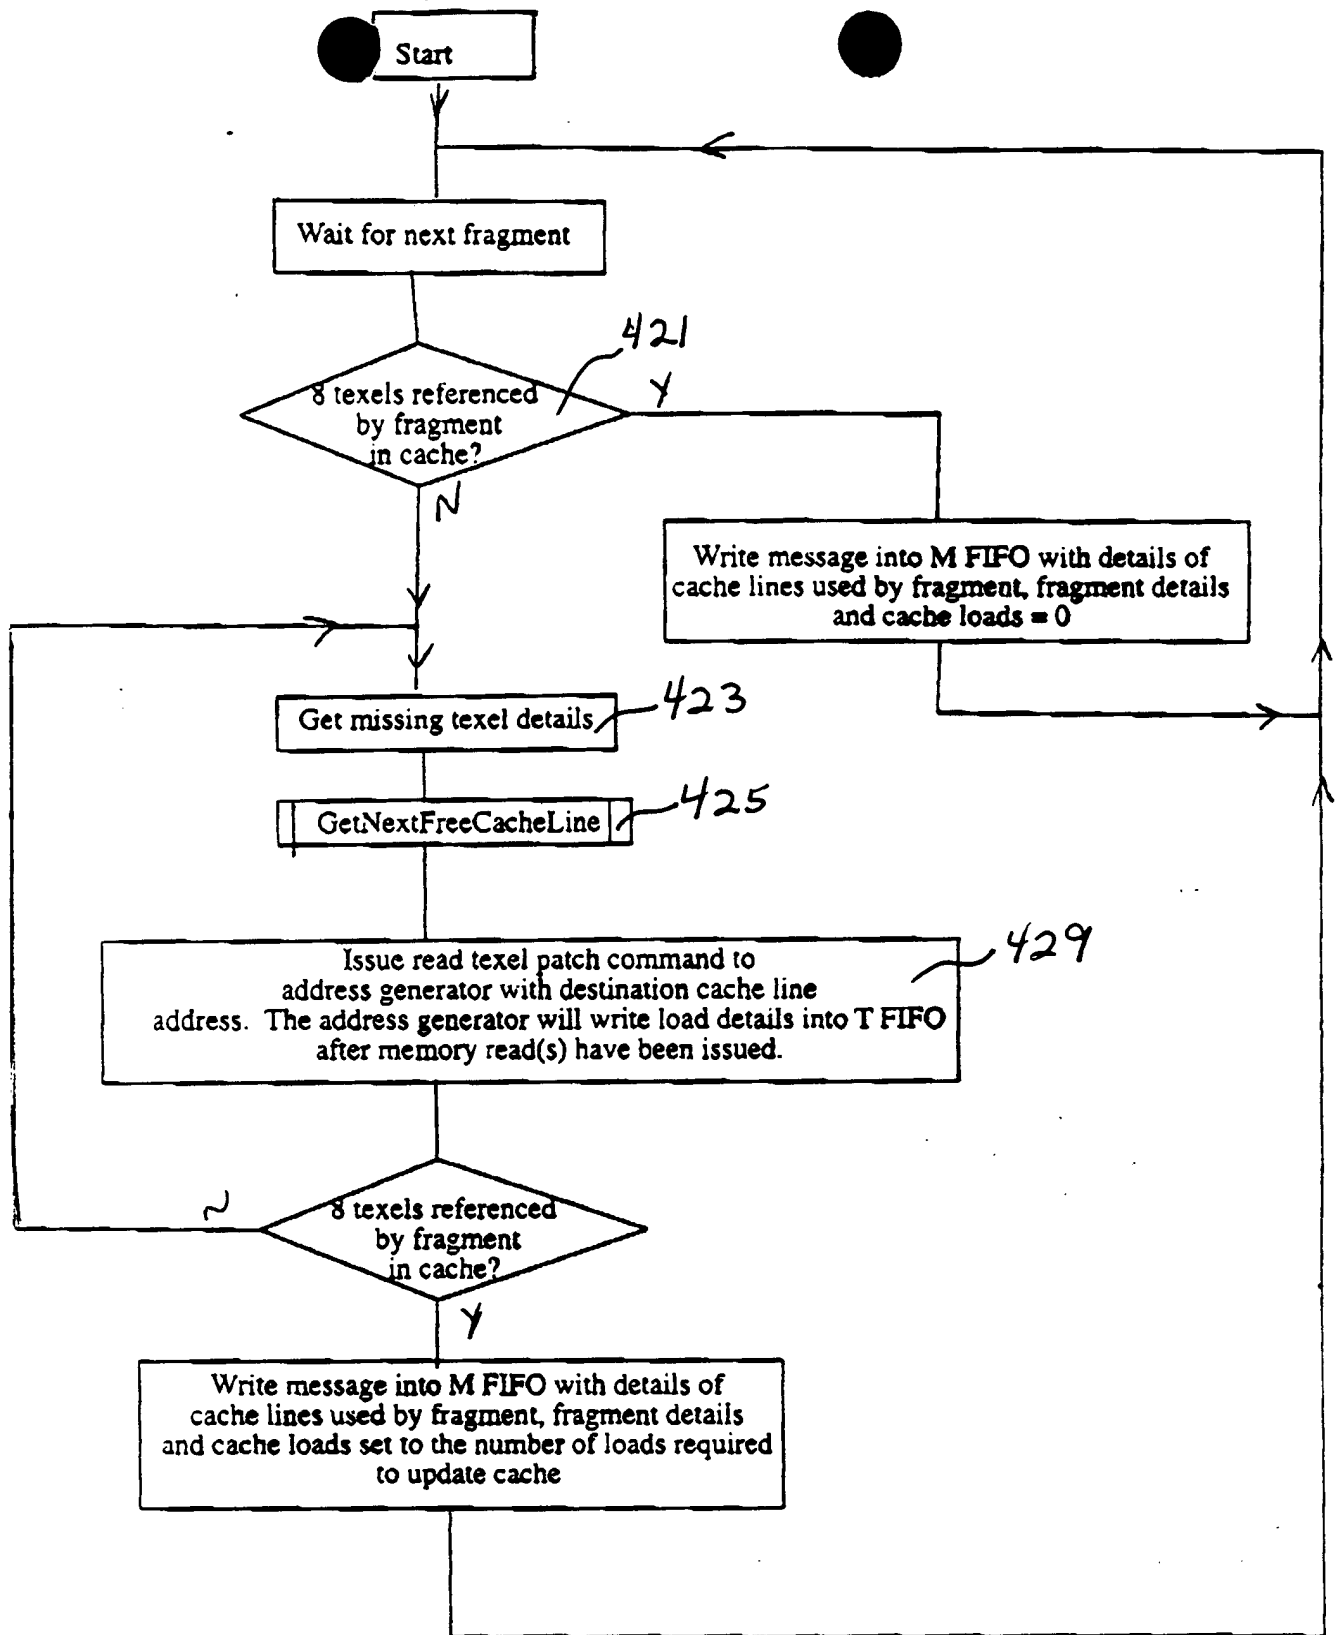 Start
Wait for next fragment
421
8 texels referenced
by fragment
in cache?
Y
N
Write message into M FIFO with details of
cache lines used by fragment, fragment details
and cache loads = 0
Get missing texel details
423
GetNextFreeCacheLine
425
Issue read texel patch command to
address generator with destination cache line
address. The address generator will write load details into T FIFO
after memory read(s) have been issued.
429
8 texels referenced
by fragment
in cache?
N
Y
Write message into M FIFO with details of
cache lines used by fragment, fragment details
and cache loads set to the number of loads required
to update cache